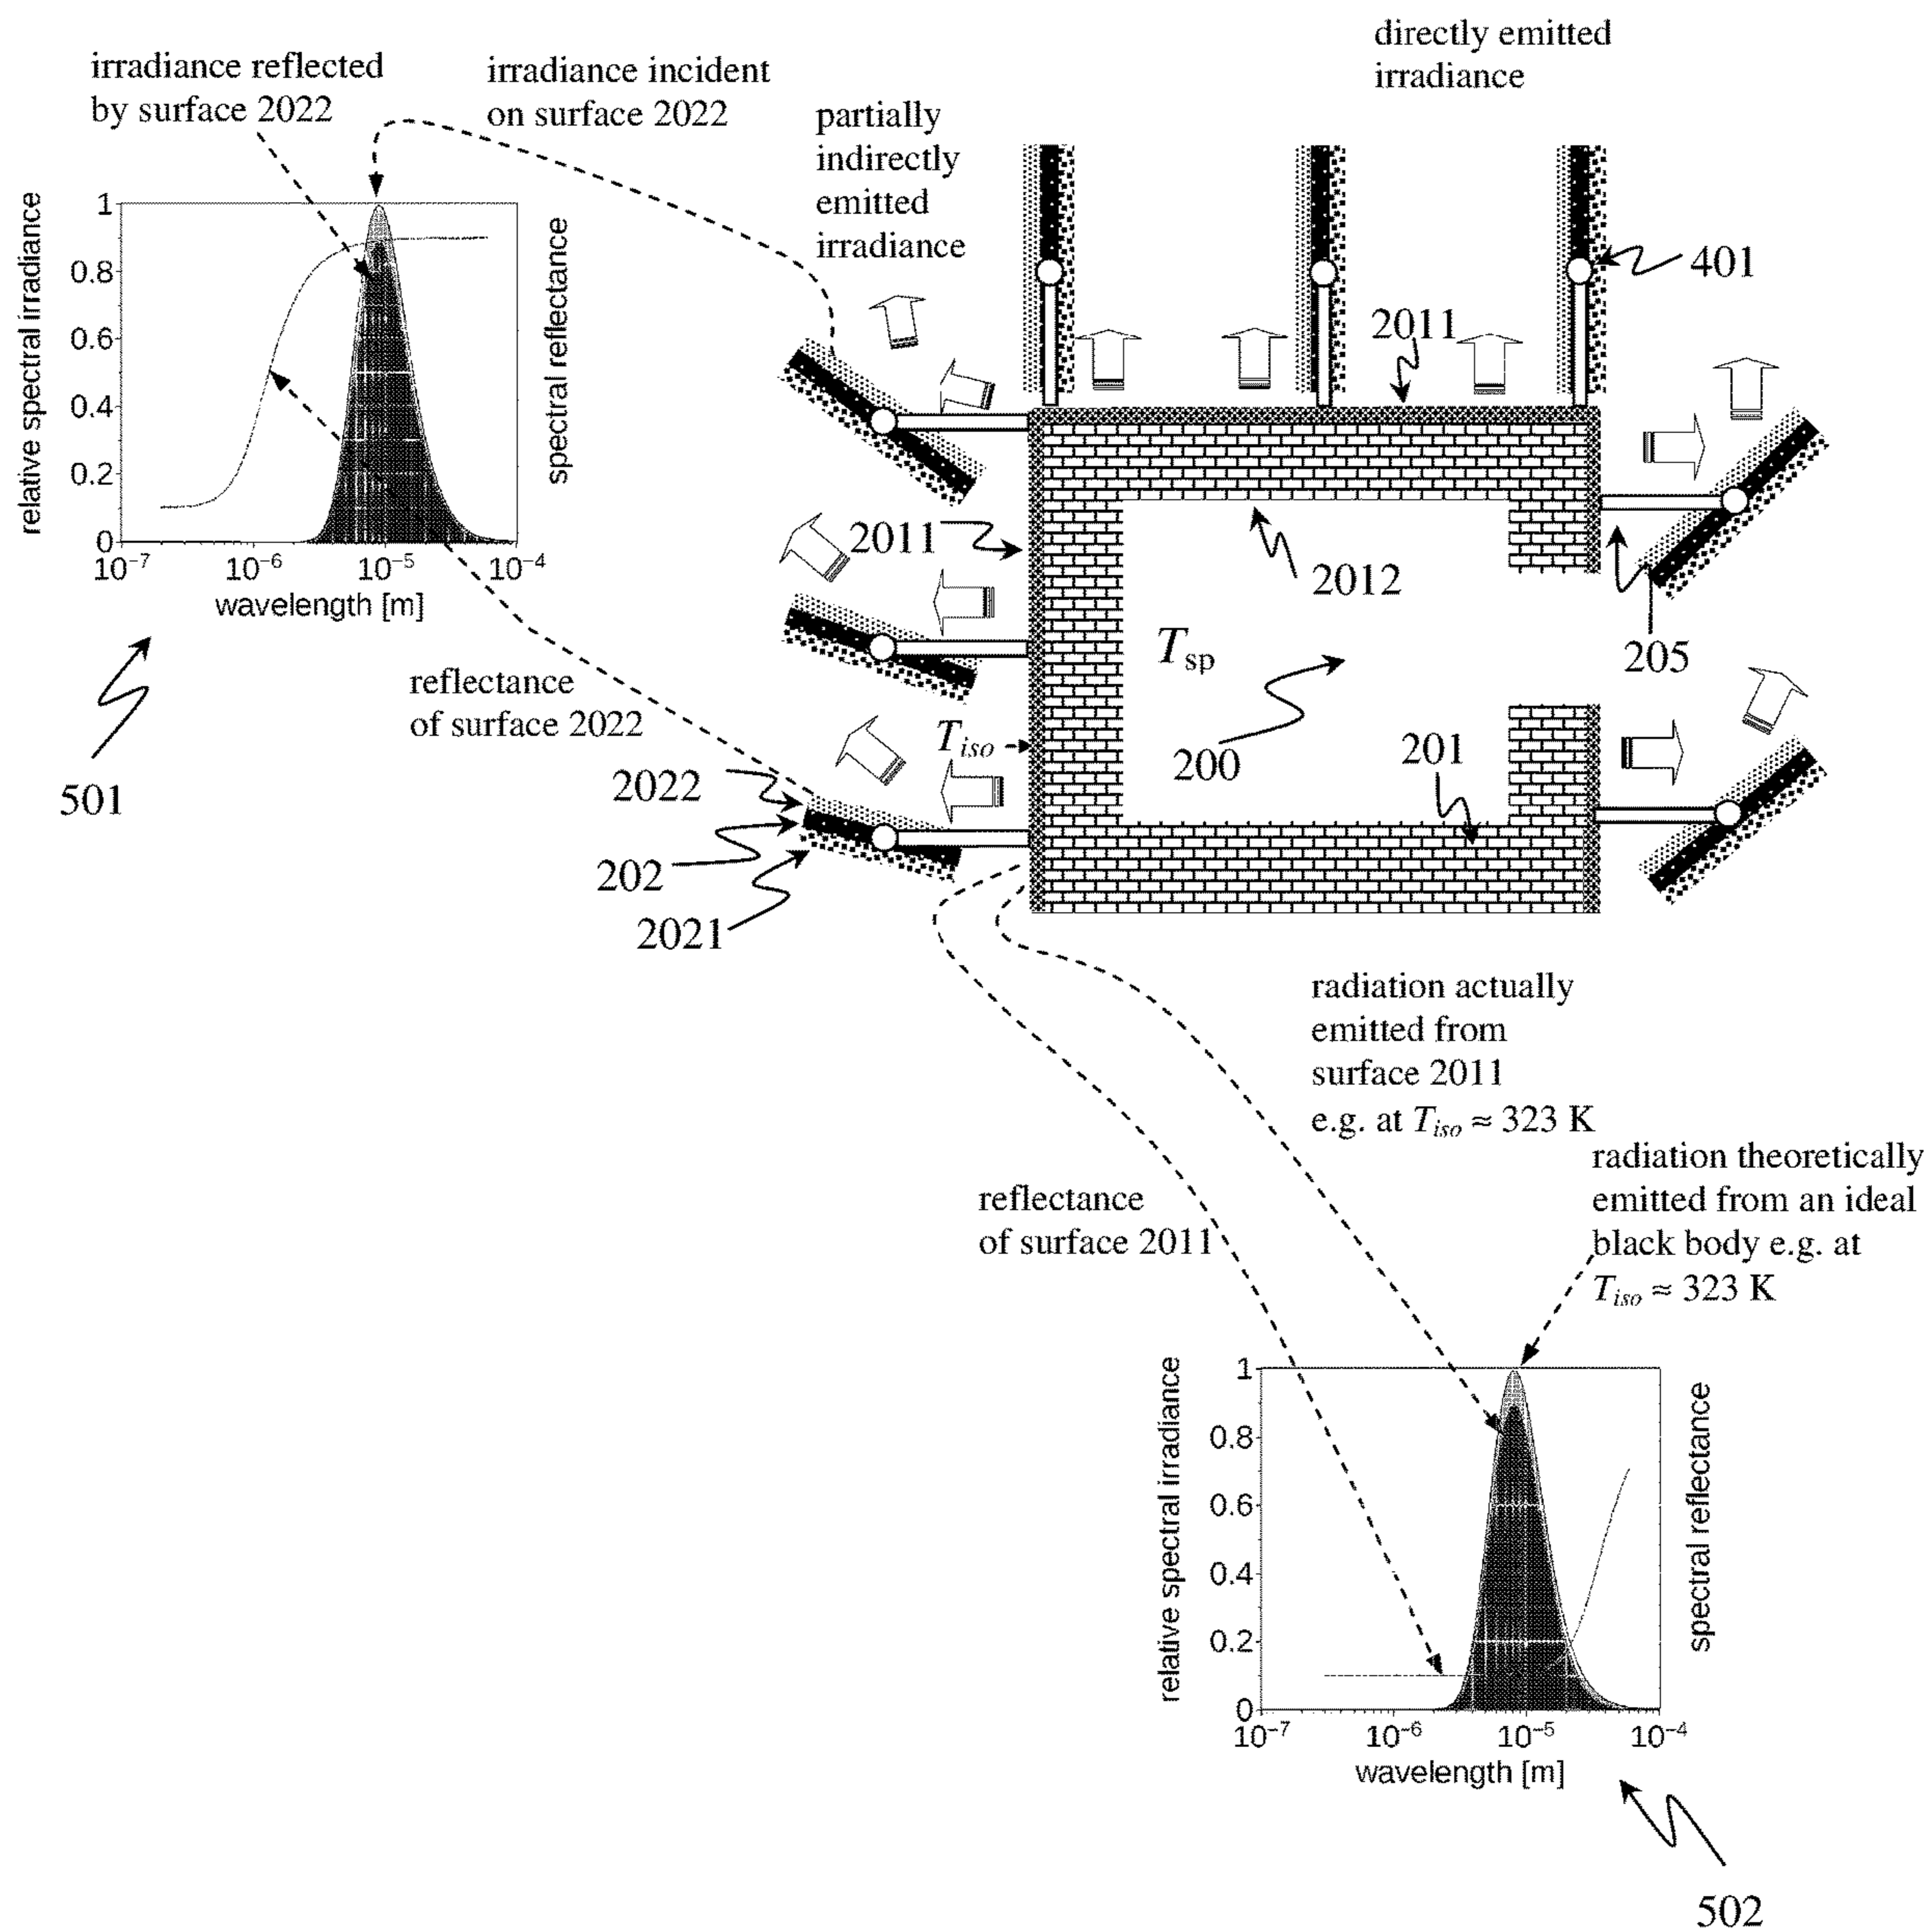 directly emitted
irradiance
irradiance reflected
by surface 2022
irradiance incident
on surface 2022
partially
indirectly
emitted
irradiance
relative spectral irradiance
1
0.8
0.6
0.4
0.2
0
spectral reflectance
10⁻⁷
10⁻⁶
10⁻⁵
10⁻⁴
wavelength [m]
501
401
2011
2011
2012
205
T_sp
200
201
T_iso
reflectance
of surface 2022
2022
202
2021
radiation actually
emitted from
surface 2011
e.g. at T_iso ≈ 323 K
radiation theoretically
emitted from an ideal
black body e.g. at
T_iso ≈ 323 K
reflectance
of surface 2011
relative spectral irradiance
1
0.8
0.6
0.4
0.2
0
spectral reflectance
10⁻⁷
10⁻⁶
10⁻⁵
10⁻⁴
wavelength [m]
502